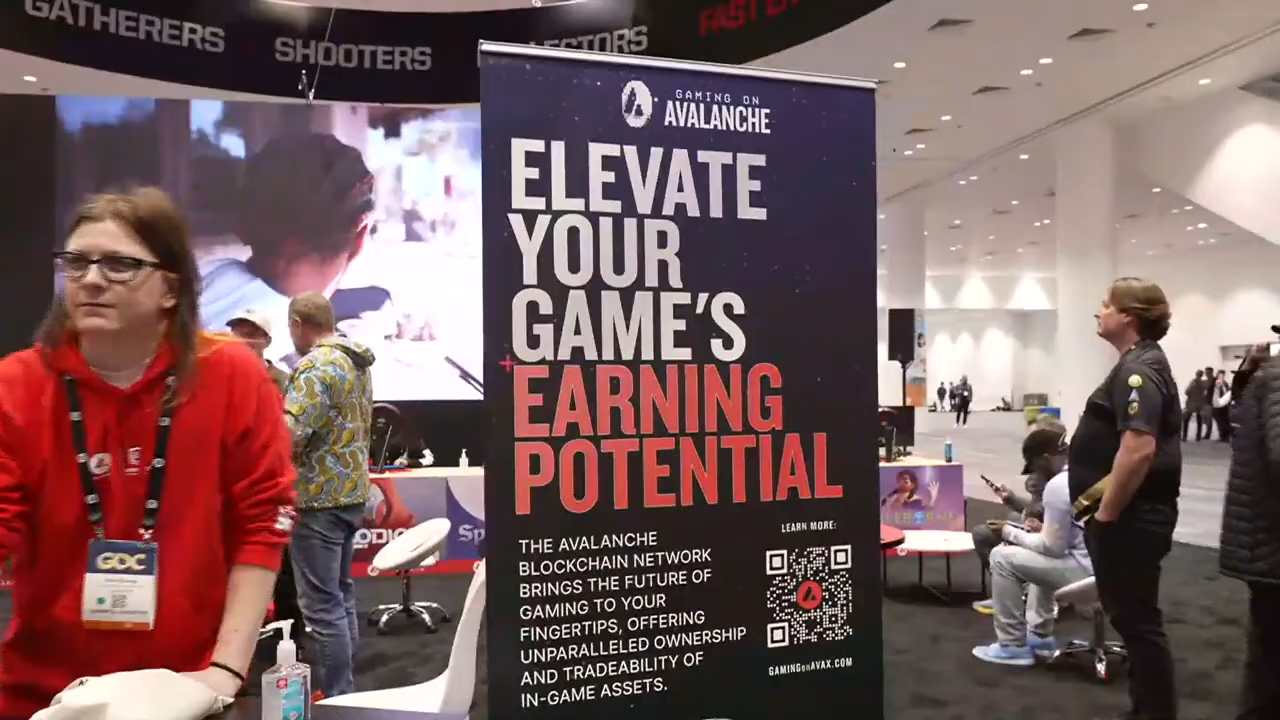 GATHERERS
SHOOTERS
GAMING ON
AVALANCHE
ELEVATE
YOUR
GAME'S
EARNING
POTENTIAL
THE AVALANCHE
BLOCKCHAIN NETWORK
BRINGS THE FUTURE OF
GAMING TO YOUR
FINGERTIPS, OFFERING
UNPARALLELED OWNERSHIP
AND TRADEABILITY OF
IN-GAME ASSETS.
LEARN MORE:
GAMINGonAVAX.COM
GDC